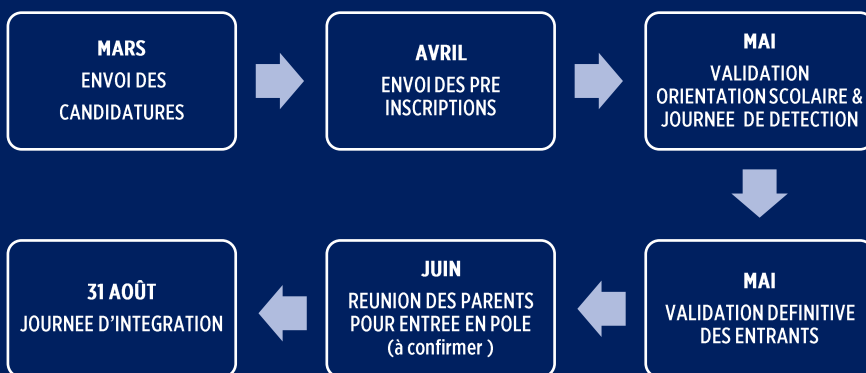 MARS
ENVOI DES
CANDIDATURES
AVRIL
ENVOI DES PRE
INSCRIPTIONS
MAI
VALIDATION
ORIENTATION SCOLAIRE &
JOURNEE DE DETECTION
MAI
VALIDATION DEFINITIVE
DES ENTRANTS
JUIN
REUNION DES PARENTS
POUR ENTREE EN POLE
(à confirmer )
31 AOÛT
JOURNEE D'INTEGRATION